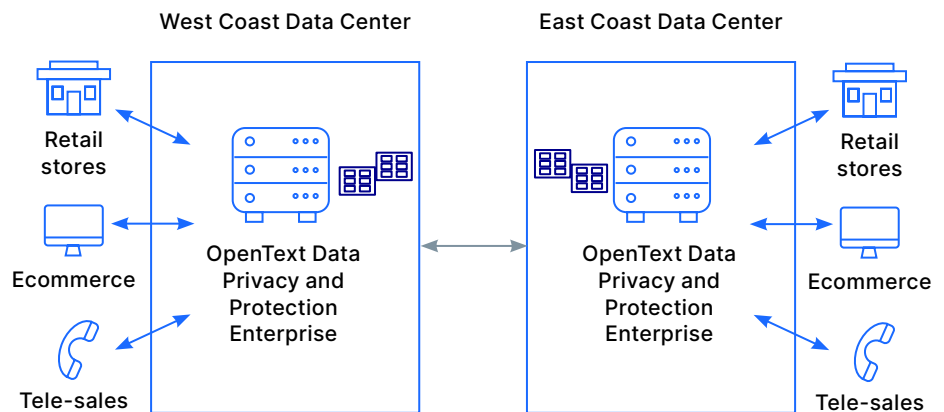 West Coast Data Center
East Coast Data Center
Retail
stores
Ecommerce
Tele-sales
OpenText Data
Privacy and
Protection
Enterprise
OpenText Data
Privacy and
Protection
Enterprise
Retail
stores
Ecommerce
Tele-sales